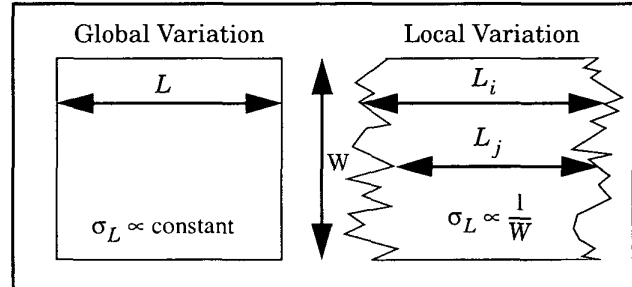 Global Variation
Local Variation
L
L_i
L_j
W
σ_L ∝ constant
σ_L ∝ 1/W